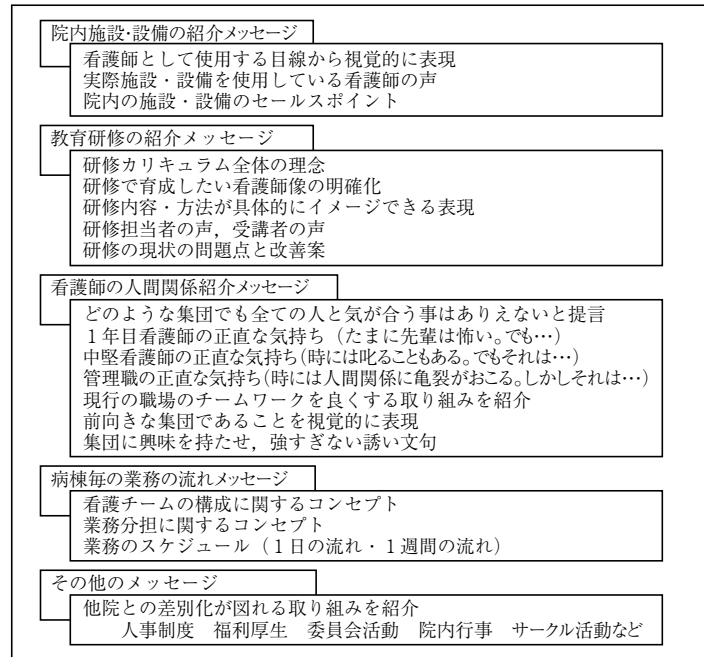 院内施設・設備の紹介メッセージ
看護師として使用する目線から視覚的に表現
実際施設・設備を使用している看護師の声
院内の施設・設備のセールスポイント
教育研修の紹介メッセージ
研修カリキュラム全体の理念
研修で育成したい看護師像の明確化
研修内容・方法が具体的にイメージできる表現
研修担当者の声，受講者の声
研修の現状の問題点と改善案
看護師の人間関係紹介メッセージ
どのような集団でも全ての人と気が合う事はありえないと提言
１年目看護師の正直な気持ち（たまに先輩は怖い。でも…）
中堅看護師の正直な気持ち（時には叱ることもある。でもそれは…）
管理職の正直な気持ち（時には人間関係に亀裂がおこる。しかしそれは…）
現行の職場のチームワークを良くする取り組みを紹介
前向きな集団であることを視覚的に表現
集団に興味を持たせ，強すぎない誘い文句
病棟毎の業務の流れメッセージ
看護チームの構成に関するコンセプト
業務分担に関するコンセプト
業務のスケジュール（１日の流れ・１週間の流れ）
その他のメッセージ
他院との差別化が図れる取り組みを紹介
人事制度　福利厚生　委員会活動　院内行事　サークル活動など